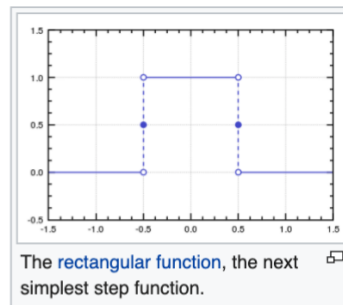 1.5
1.0
0.5
0.0
-0.5
-1.5 -1.0 -0.5 0.0 0.5 1.0 1.5
The rectangular function, the next
simplest step function.